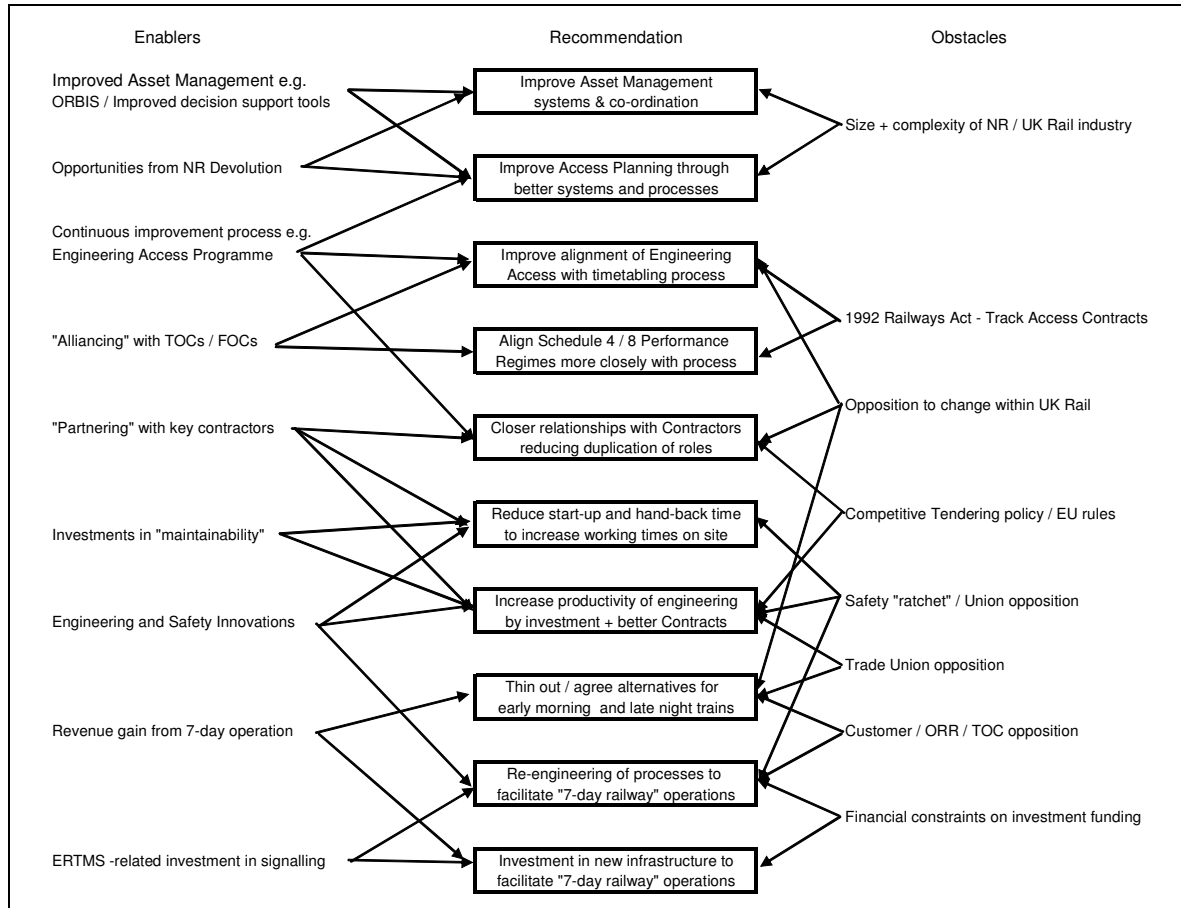 Enablers
Recommendation
Obstacles
Improved Asset Management e.g.
ORBIS / Improved decision support tools
Opportunities from NR Devolution
Continuous improvement process e.g.
Engineering Access Programme
"Alliancing" with TOCs / FOCs
"Partnering" with key contractors
Investments in "maintainability"
Engineering and Safety Innovations
Revenue gain from 7-day operation
ERTMS -related investment in signalling
Improve Asset Management
systems & co-ordination
Improve Access Planning through
better systems and processes
Improve alignment of Engineering
Access with timetabling process
Align Schedule 4 / 8 Performance
Regimes more closely with process
Closer relationships with Contractors
reducing duplication of roles
Reduce start-up and hand-back time
to increase working times on site
Increase productivity of engineering
by investment + better Contracts
Thin out / agree alternatives for
early morning and late night trains
Re-engineering of processes to
facilitate "7-day railway" operations
Investment in new infrastructure to
facilitate "7-day railway" operations
Size + complexity of NR / UK Rail industry
1992 Railways Act - Track Access Contracts
Opposition to change within UK Rail
Competitive Tendering policy / EU rules
Safety "ratchet" / Union opposition
Trade Union opposition
Customer / ORR / TOC opposition
Financial constraints on investment funding